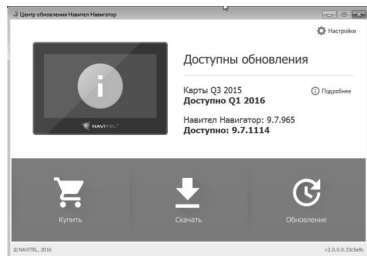 Центр обновления Навител Навигатор
Настройки
NAVITEL
Доступны обновления
Карты Q3 2015
Подробнее
Доступно Q1 2016
Навител Навигатор: 9.7.965
Доступно: 9.7.1114
Купить
Скачать
Обновление
© NAVITEL, 2016